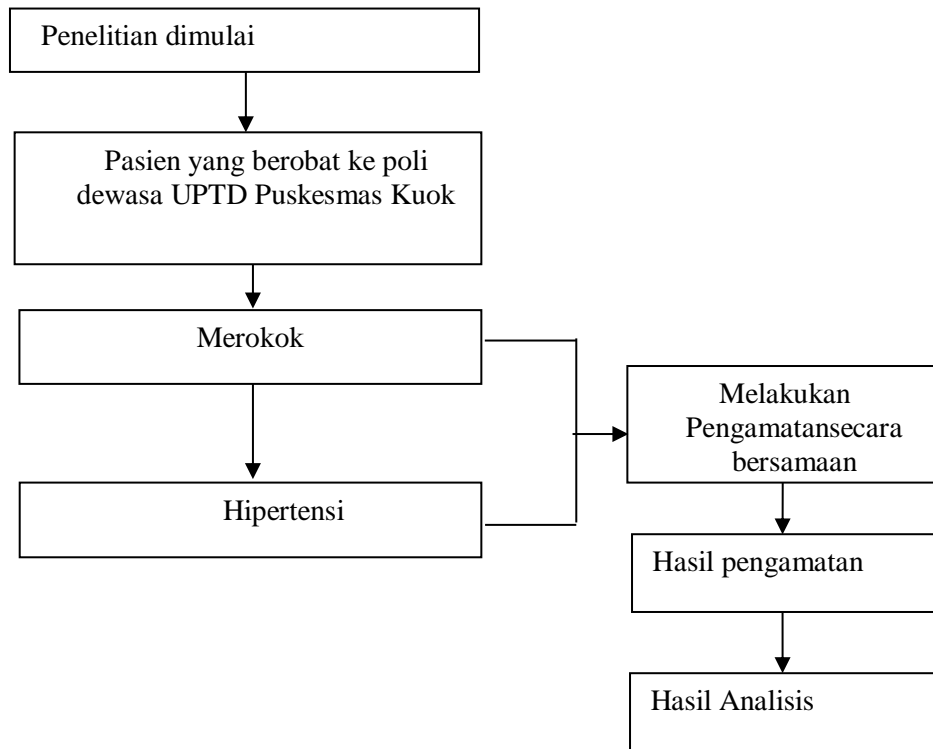 Penelitian dimulai
Pasien yang berobat ke poli
dewasa UPTD Puskesmas Kuok
Merokok
Hipertensi
Melakukan
Pengamatansecara
bersamaan
Hasil pengamatan
Hasil Analisis